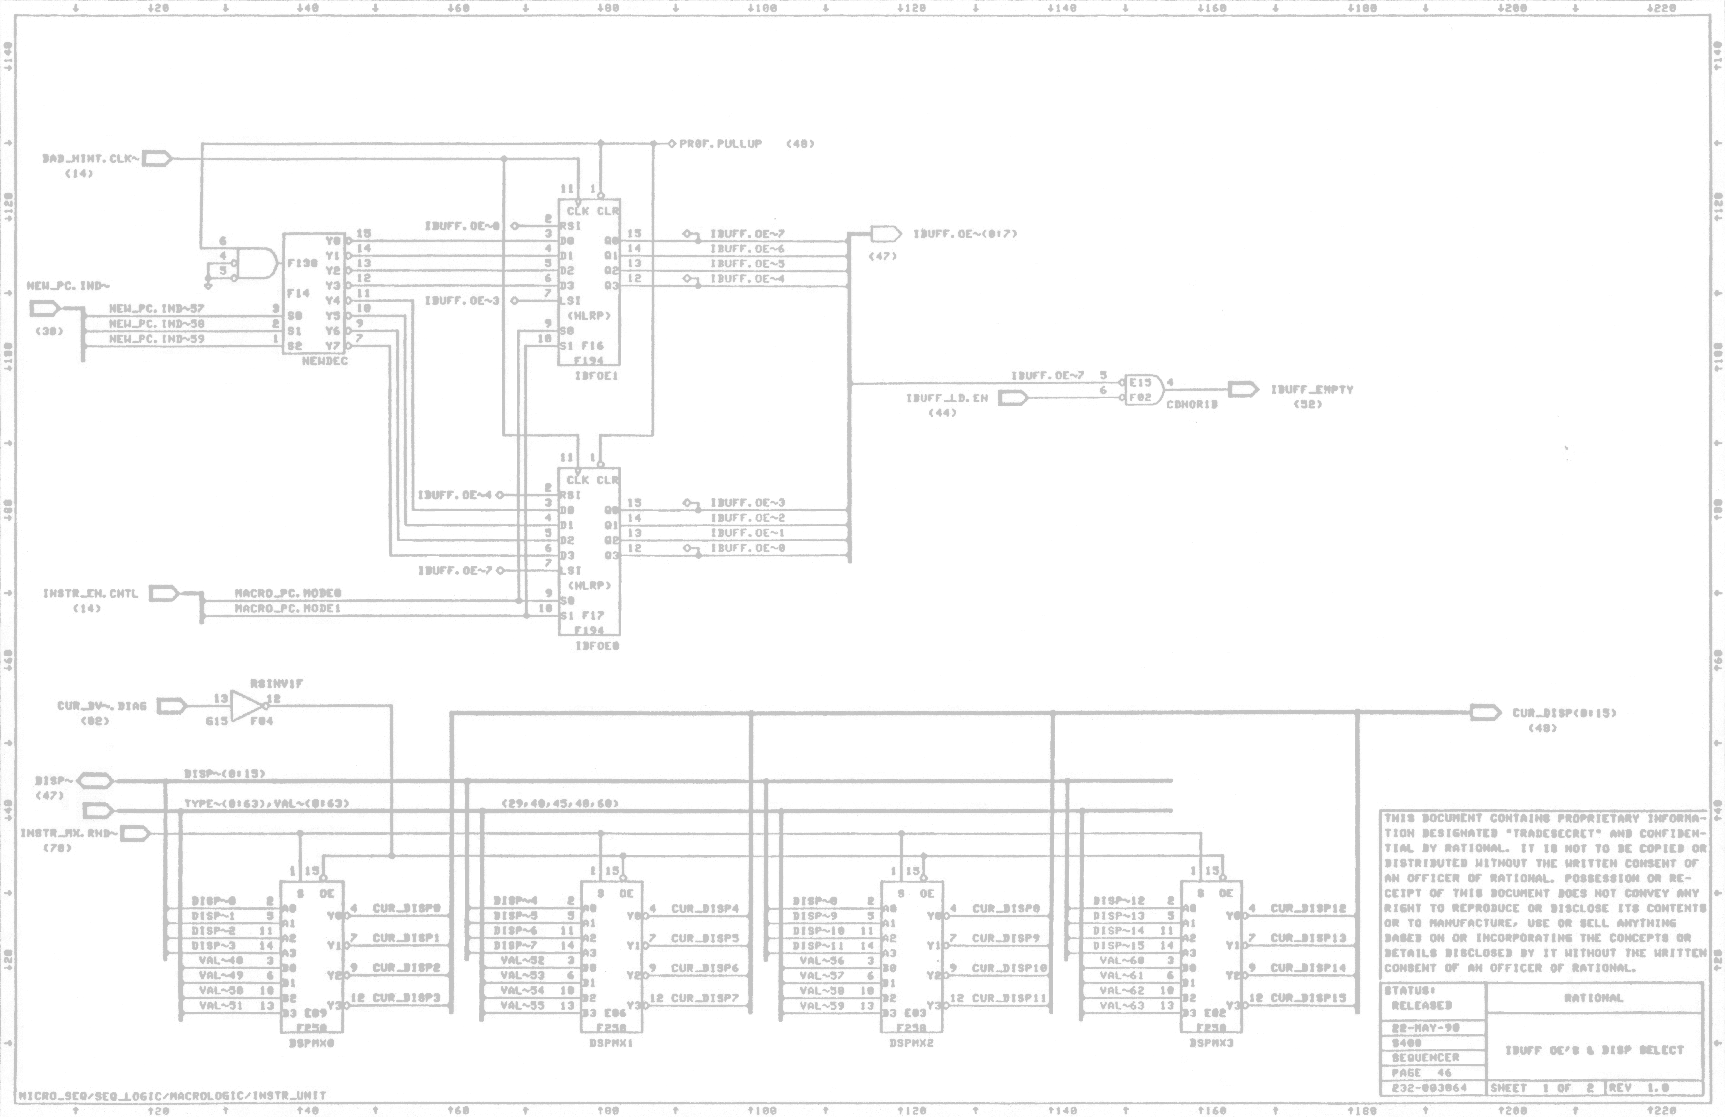 ↓20 ↓40 ↓60 ↓80 ↓100 ↓120 ↓140 ↓160 ↓180 ↓200 ↓220
BAD_HINT.CLK~
(14)
PROF.PULLUP (48)
11 1
CLK CLR
IBUFF.OE~8 2 RSI
6
4
5
F138
F14
Y0 15 3 D0 Q0 15 IBUFF.OE~7
Y1 14 4 D1 Q1 14 IBUFF.OE~6
Y2 13 5 D2 Q2 13 IBUFF.OE~5
Y3 12 6 D3 Q3 12 IBUFF.OE~4
IBUFF.OE~(0:7)
(47)
NEW_PC.IND~
(38)
NEW_PC.IND~57 3 S0
NEW_PC.IND~58 2 S1
NEW_PC.IND~59 1 S2
Y4 11
Y5 10
Y6 9
Y7 7
NEWDEC
IBUFF.OE~3 7 LSI
(HLRP)
9 S0
10 S1 F16
F194
IBFOE1
IBUFF.OE~7 5
IBUFF_LD.EN 6
(44)
E15 4
F02
CDNOR1D
IBUFF_EMPTY
(52)
11 1
CLK CLR
IBUFF.OE~4 2 RSI
3 D0 Q0 15 IBUFF.OE~3
4 D1 Q1 14 IBUFF.OE~2
5 D2 Q2 13 IBUFF.OE~1
6 D3 Q3 12 IBUFF.OE~0
IBUFF.OE~7 7 LSI
(HLRP)
INSTR_EN.CNTL
(14)
MACRO_PC.MODE0 9 S0
MACRO_PC.MODE1 10 S1 F17
F194
IBFOE0
RSINV1F
CUR_DV~.DIAG
(82)
13 12
G15 F04
CUR_DISP(0:15)
(48)
DISP~
(47)
DISP~(0:15)
TYPE~(0:63),VAL~(0:63) (29,40,45,48,60)
INSTR_MX.RND~
(78)
1 15 1 15 1 15 1 15
S OE S OE S OE S OE
DISP~0 2 A0 Y0 4 CUR_DISP0
DISP~1 5 A1
DISP~2 11 A2 Y1 7 CUR_DISP1
DISP~3 14 A3
VAL~48 3 B0 Y2 9 CUR_DISP2
VAL~49 6 B1
VAL~50 10 B2 Y3 12 CUR_DISP3
VAL~51 13 B3 E09
F258
DSPMX0
DISP~4 2 A0 Y0 4 CUR_DISP4
DISP~5 5 A1
DISP~6 11 A2 Y1 7 CUR_DISP5
DISP~7 14 A3
VAL~52 3 B0 Y2 9 CUR_DISP6
VAL~53 6 B1
VAL~54 10 B2 Y3 12 CUR_DISP7
VAL~55 13 B3 E06
F258
DSPMX1
DISP~8 2 A0 Y0 4 CUR_DISP8
DISP~9 5 A1
DISP~10 11 A2 Y1 7 CUR_DISP9
DISP~11 14 A3
VAL~56 3 B0 Y2 9 CUR_DISP10
VAL~57 6 B1
VAL~58 10 B2 Y3 12 CUR_DISP11
VAL~59 13 B3 E03
F258
DSPMX2
DISP~12 2 A0 Y0 4 CUR_DISP12
DISP~13 5 A1
DISP~14 11 A2 Y1 7 CUR_DISP13
DISP~15 14 A3
VAL~60 3 B0 Y2 9 CUR_DISP14
VAL~61 6 B1
VAL~62 10 B2 Y3 12 CUR_DISP15
VAL~63 13 B3 E02
F258
DSPMX3
THIS DOCUMENT CONTAINS PROPRIETARY INFORMA-
TION DESIGNATED "TRADESECRET" AND CONFIDEN-
TIAL BY RATIONAL. IT IS NOT TO BE COPIED OR
DISTRIBUTED WITHOUT THE WRITTEN CONSENT OF
AN OFFICER OF RATIONAL. POSSESSION OR RE-
CEIPT OF THIS DOCUMENT DOES NOT CONVEY ANY
RIGHT TO REPRODUCE OR DISCLOSE ITS CONTENTS
OR TO MANUFACTURE, USE OR SELL ANYTHING
BASED ON OR INCORPORATING THE CONCEPTS OR
DETAILS DISCLOSED BY IT WITHOUT THE WRITTEN
CONSENT OF AN OFFICER OF RATIONAL.
STATUS:
RELEASED
RATIONAL
22-MAY-90
S400
SEQUENCER
PAGE 46
232-003064
IBUFF OE'S & DISP SELECT
SHEET 1 OF 2 REV 1.0
MICRO_SEQ/SEQ_LOGIC/MACROLOGIC/INSTR_UNIT
↑20 ↑40 ↑60 ↑80 ↑100 ↑120 ↑140 ↑160 ↑180 ↑200 ↑220